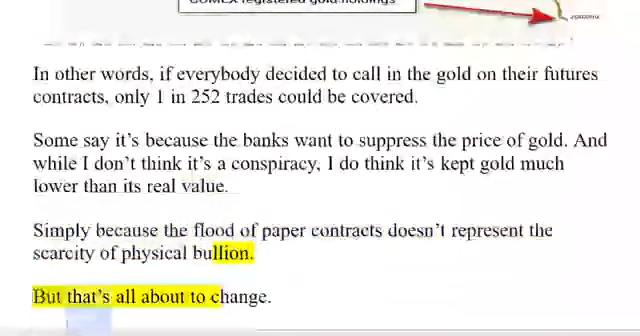 COMEX registered gold holdings
In other words, if everybody decided to call in the gold on their futures
contracts, only 1 in 252 trades could be covered.
Some say it's because the banks want to suppress the price of gold. And
while I don't think it's a conspiracy, I do think it's kept gold much
lower than its real value.
Simply because the flood of paper contracts doesn't represent the
scarcity of physical bullion.
But that's all about to change.